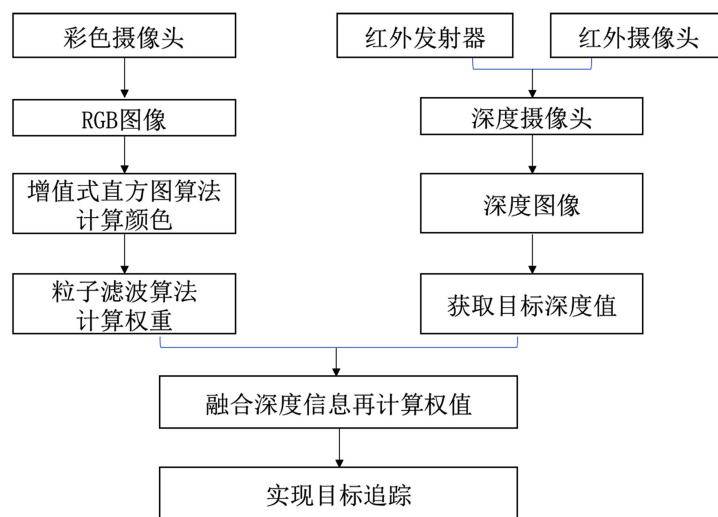 彩色摄像头
红外发射器
红外摄像头
RGB图像
深度摄像头
增值式直方图算法
计算颜色
深度图像
粒子滤波算法
计算权重
获取目标深度值
融合深度信息再计算权值
实现目标追踪